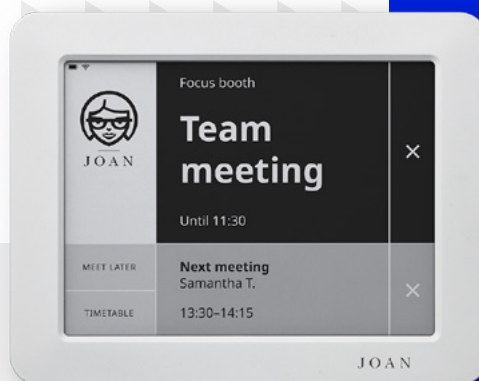 JOAN
MEET LATER
TIMETABLE
Focus booth
Team
meeting
Until 11:30
Next meeting
Samantha T.
13:30–14:15
JOAN